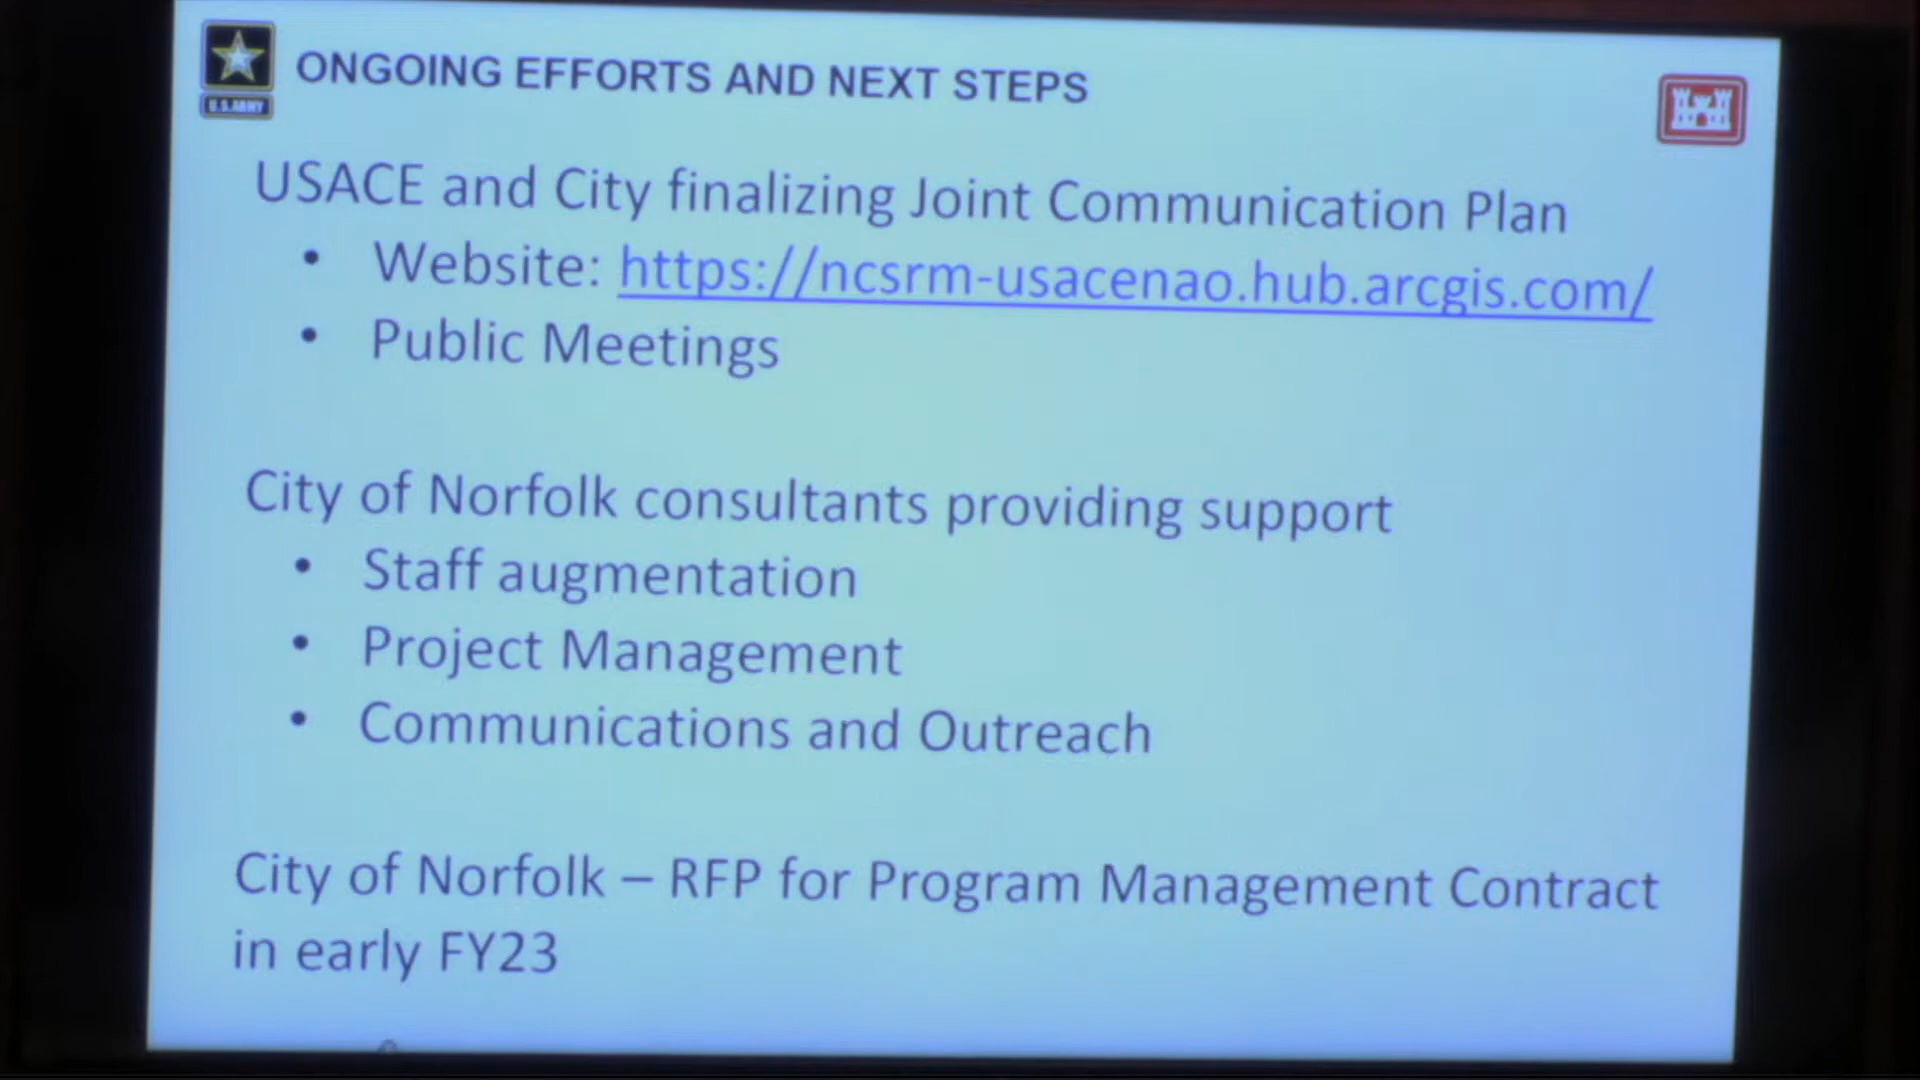 U.S.ARMY
ONGOING EFFORTS AND NEXT STEPS
USACE and City finalizing Joint Communication Plan
• Website: https://ncsrm-usacenao.hub.arcgis.com/
• Public Meetings
City of Norfolk consultants providing support
• Staff augmentation
• Project Management
• Communications and Outreach
City of Norfolk – RFP for Program Management Contract
in early FY23